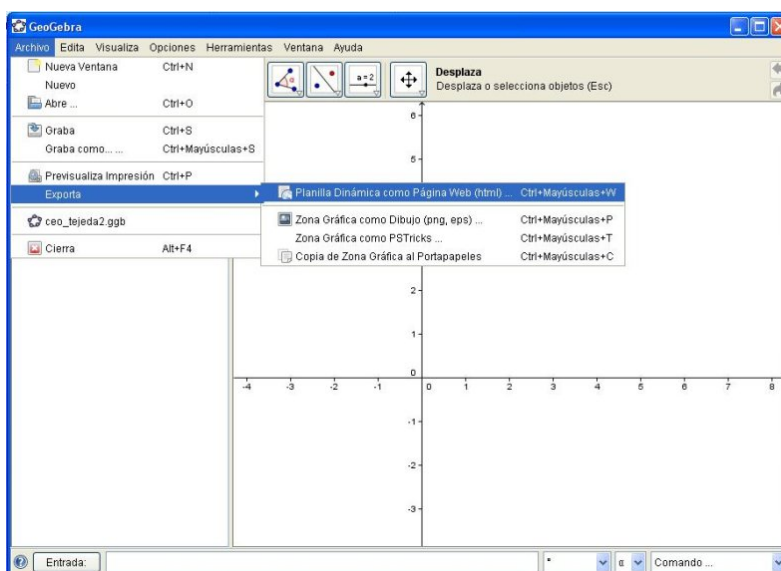 GeoGebra
Archivo Edita Visualiza Opciones Herramientas Ventana Ayuda
Nueva Ventana Ctrl+N
Nuevo
Abre ... Ctrl+O
Graba Ctrl+S
Graba como... ... Ctrl+Mayúsculas+S
Previsualiza Impresión Ctrl+P
Exporta
ceo_tejeda2.ggb
Cierra Alt+F4
a = 2
Desplaza
Desplaza o selecciona objetos (Esc)
Planilla Dinámica como Página Web (html) ... Ctrl+Mayúsculas+W
Zona Gráfica como Dibujo (png, eps) ... Ctrl+Mayúsculas+P
Zona Gráfica como PSTricks ... Ctrl+Mayúsculas+T
Copia de Zona Gráfica al Portapapeles Ctrl+Mayúsculas+C
6
5
2
1
0
-4 -3 -2 -1 0 1 2 3 4 5 6 7 8
-1
-2
-3
Entrada: ° α Comando ...